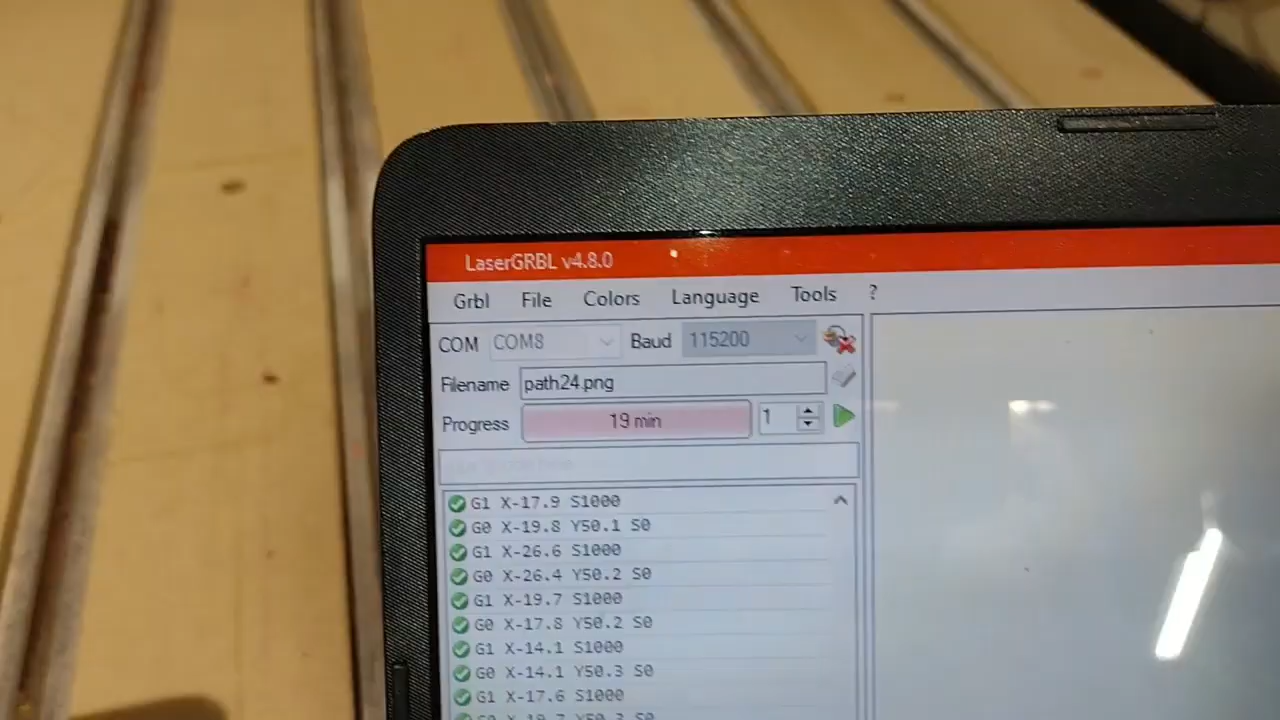 LaserGRBL v4.8.0
Grbl File Colors Language Tools ?
COM COM8 Baud 115200
Filename path24.png
Progress 19 min 1
G1 X-17.9 S1000
G0 X-19.8 Y50.1 S0
G1 X-26.6 S1000
G0 X-26.4 Y50.2 S0
G1 X-19.7 S1000
G0 X-17.8 Y50.2 S0
G1 X-14.1 S1000
G0 X-14.1 Y50.3 S0
G1 X-17.6 S1000